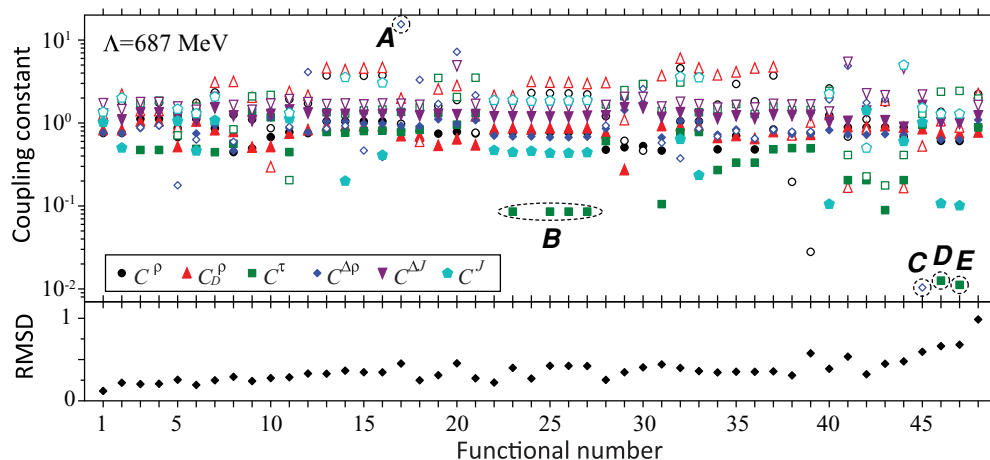 Coupling constant
10¹
10⁰
10⁻¹
10⁻²
Λ=687 MeV
A
B
C
D
E
C^ρ C_D^ρ C^τ C^Δρ C^ΔJ C^J
RMSD
1
0
1 5 10 15 20 25 30 35 40 45
Functional number